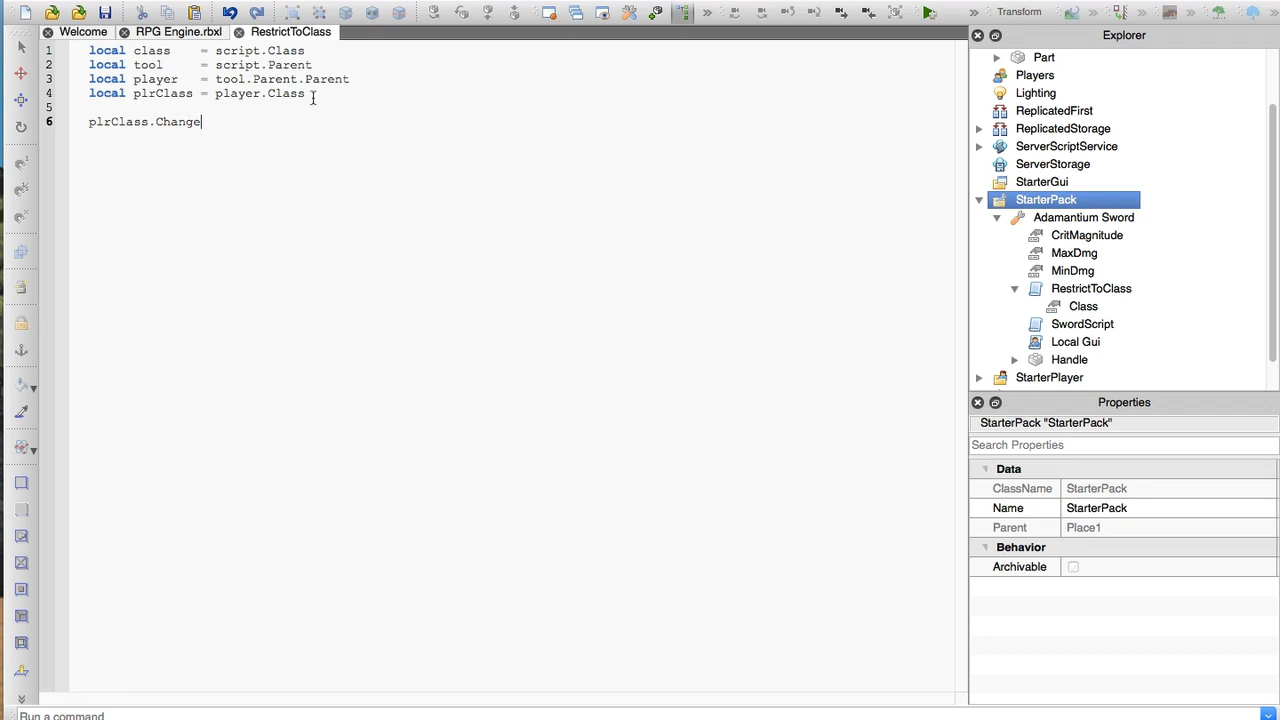 Transform
Welcome
RPG Engine.rbxl
RestrictToClass
1 local class = script.Class
2 local tool = script.Parent
3 local player = tool.Parent.Parent
4 local plrClass = player.Class
5
6 plrClass.Change
Explorer
Part
Players
Lighting
ReplicatedFirst
ReplicatedStorage
ServerScriptService
ServerStorage
StarterGui
StarterPack
Adamantium Sword
CritMagnitude
MaxDmg
MinDmg
RestrictToClass
Class
SwordScript
Local Gui
Handle
StarterPlayer
Properties
StarterPack "StarterPack"
Search Properties
Data
ClassName StarterPack
Name StarterPack
Parent Place1
Behavior
Archivable
Run a command